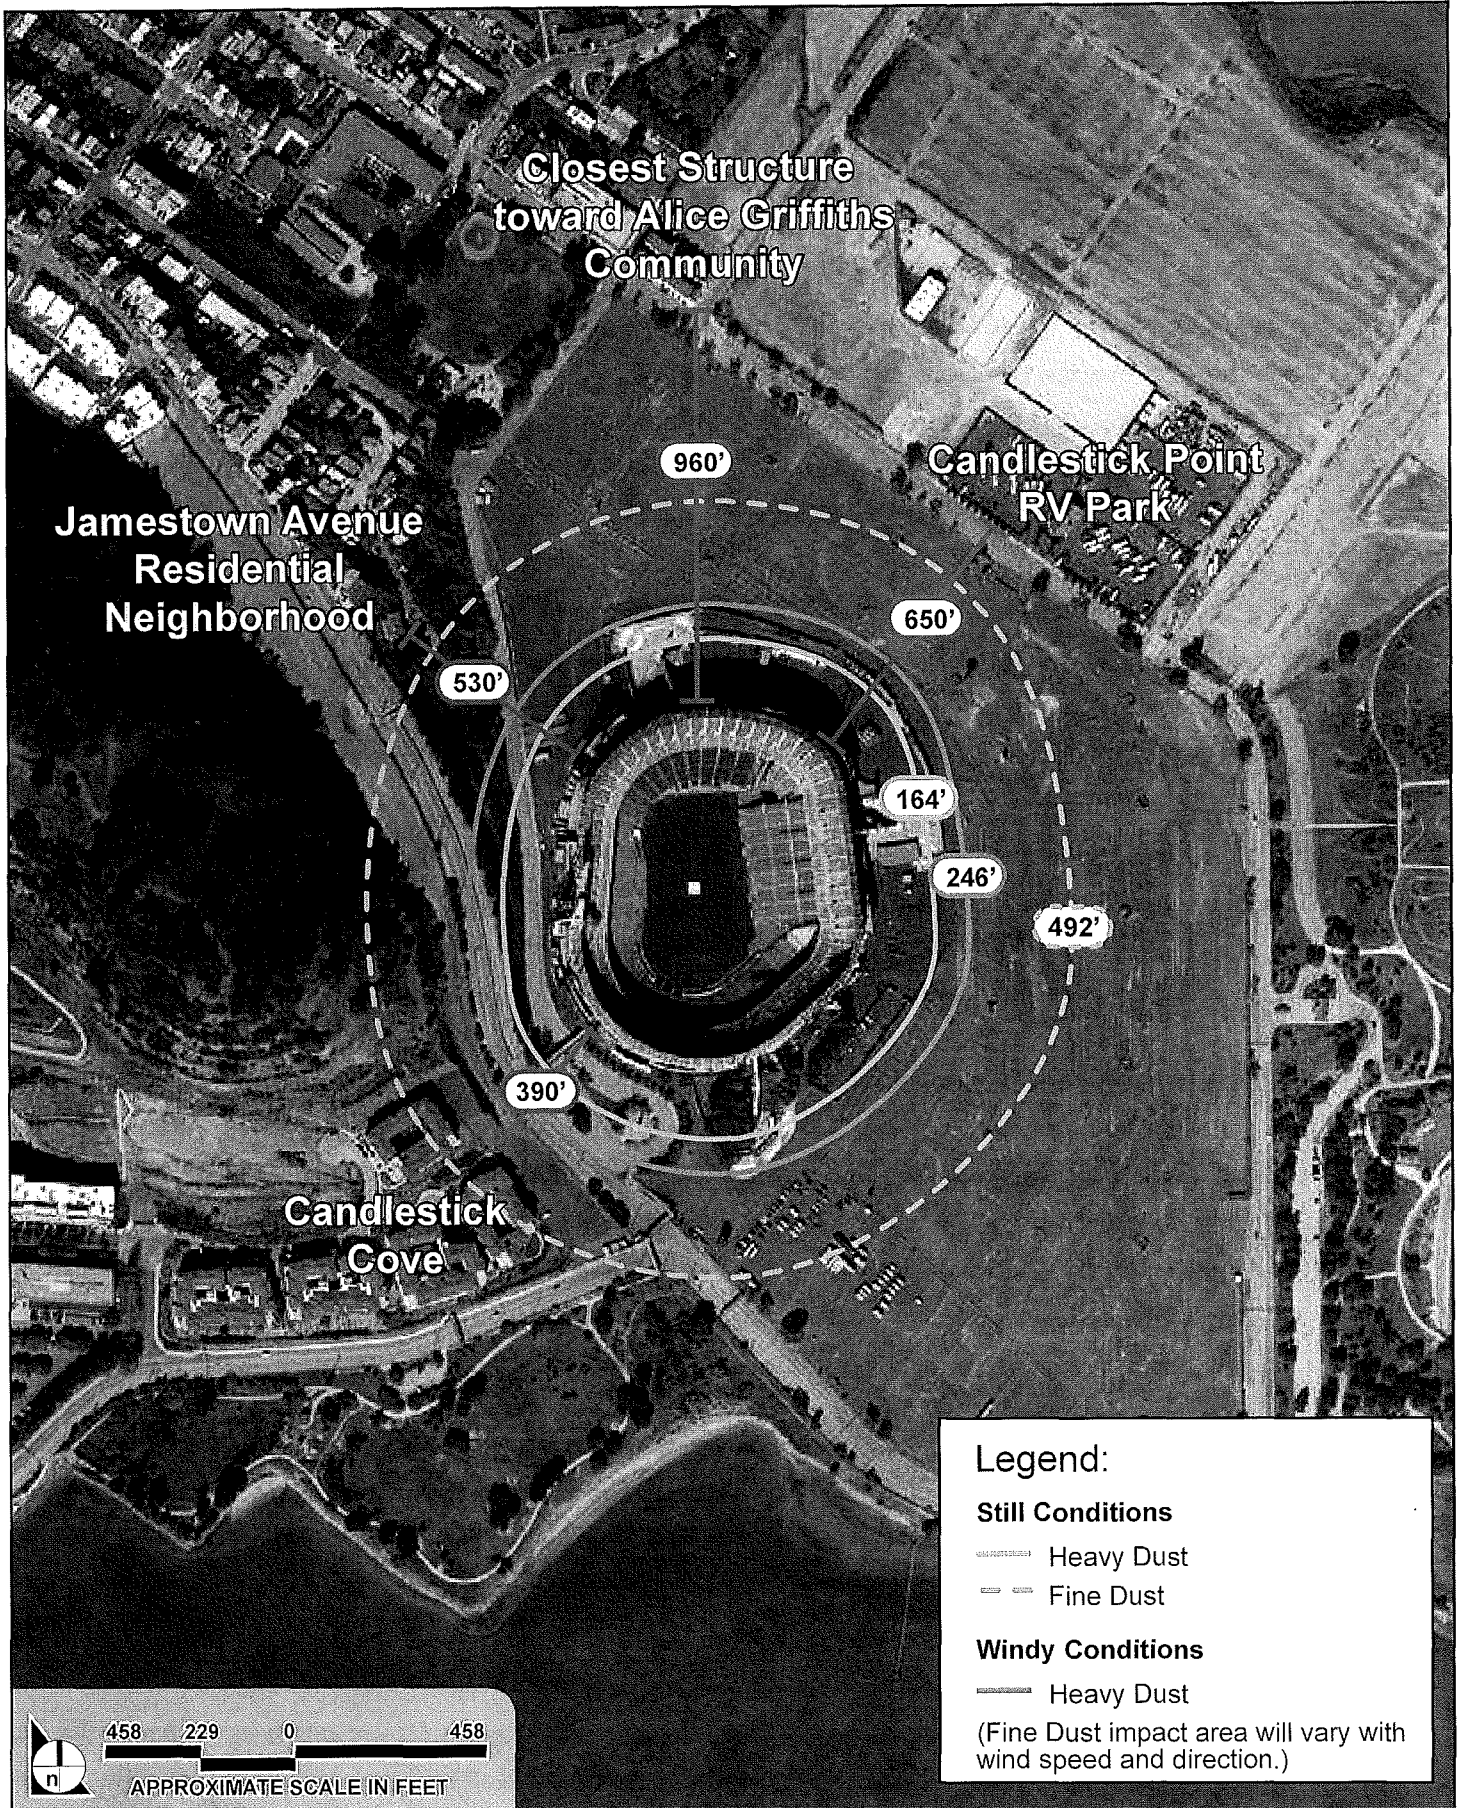 Closest Structure
toward Alice Griffiths
Community
960'
Candlestick Point
RV Park
Jamestown Avenue
Residential
Neighborhood
650'
530'
164'
246'
492'
390'
Candlestick
Cove
Legend:
Still Conditions
Heavy Dust
Fine Dust
Windy Conditions
Heavy Dust
(Fine Dust impact area will vary with
wind speed and direction.)
458 229 0 458
n
APPROXIMATE SCALE IN FEET